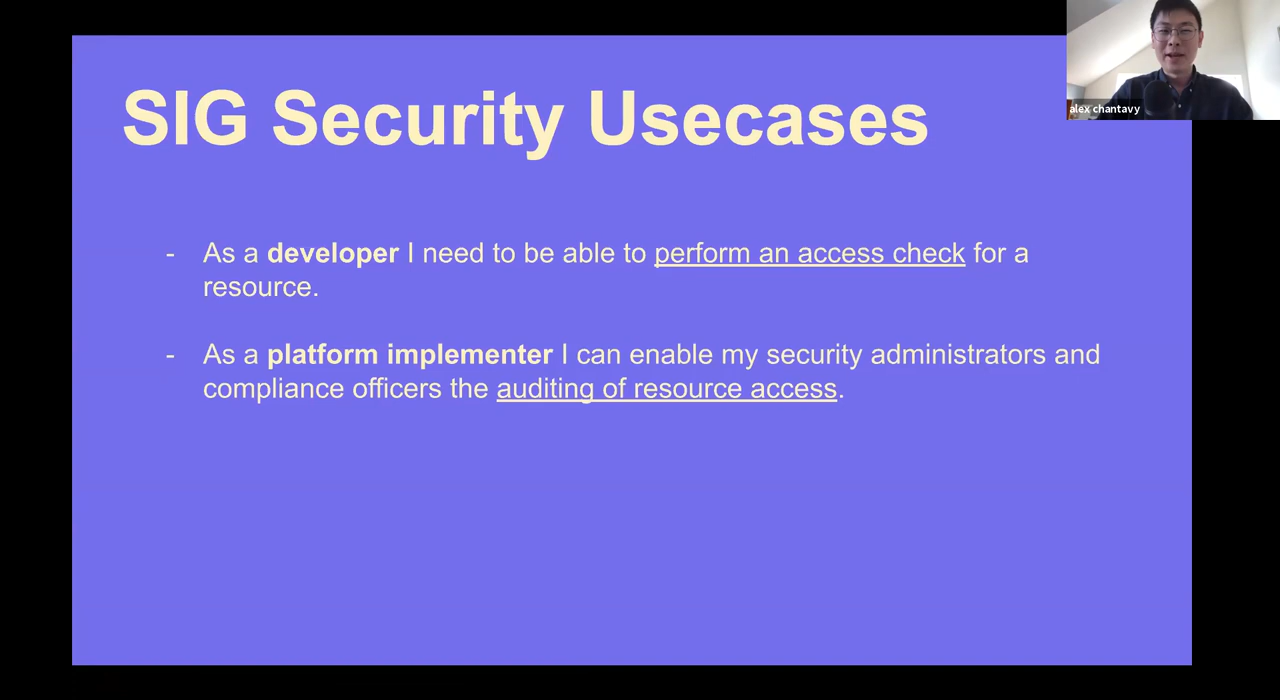 SIG Security Usecases
alex chantavy
- As a developer I need to be able to perform an access check for a
resource.
- As a platform implementer I can enable my security administrators and
compliance officers the auditing of resource access.